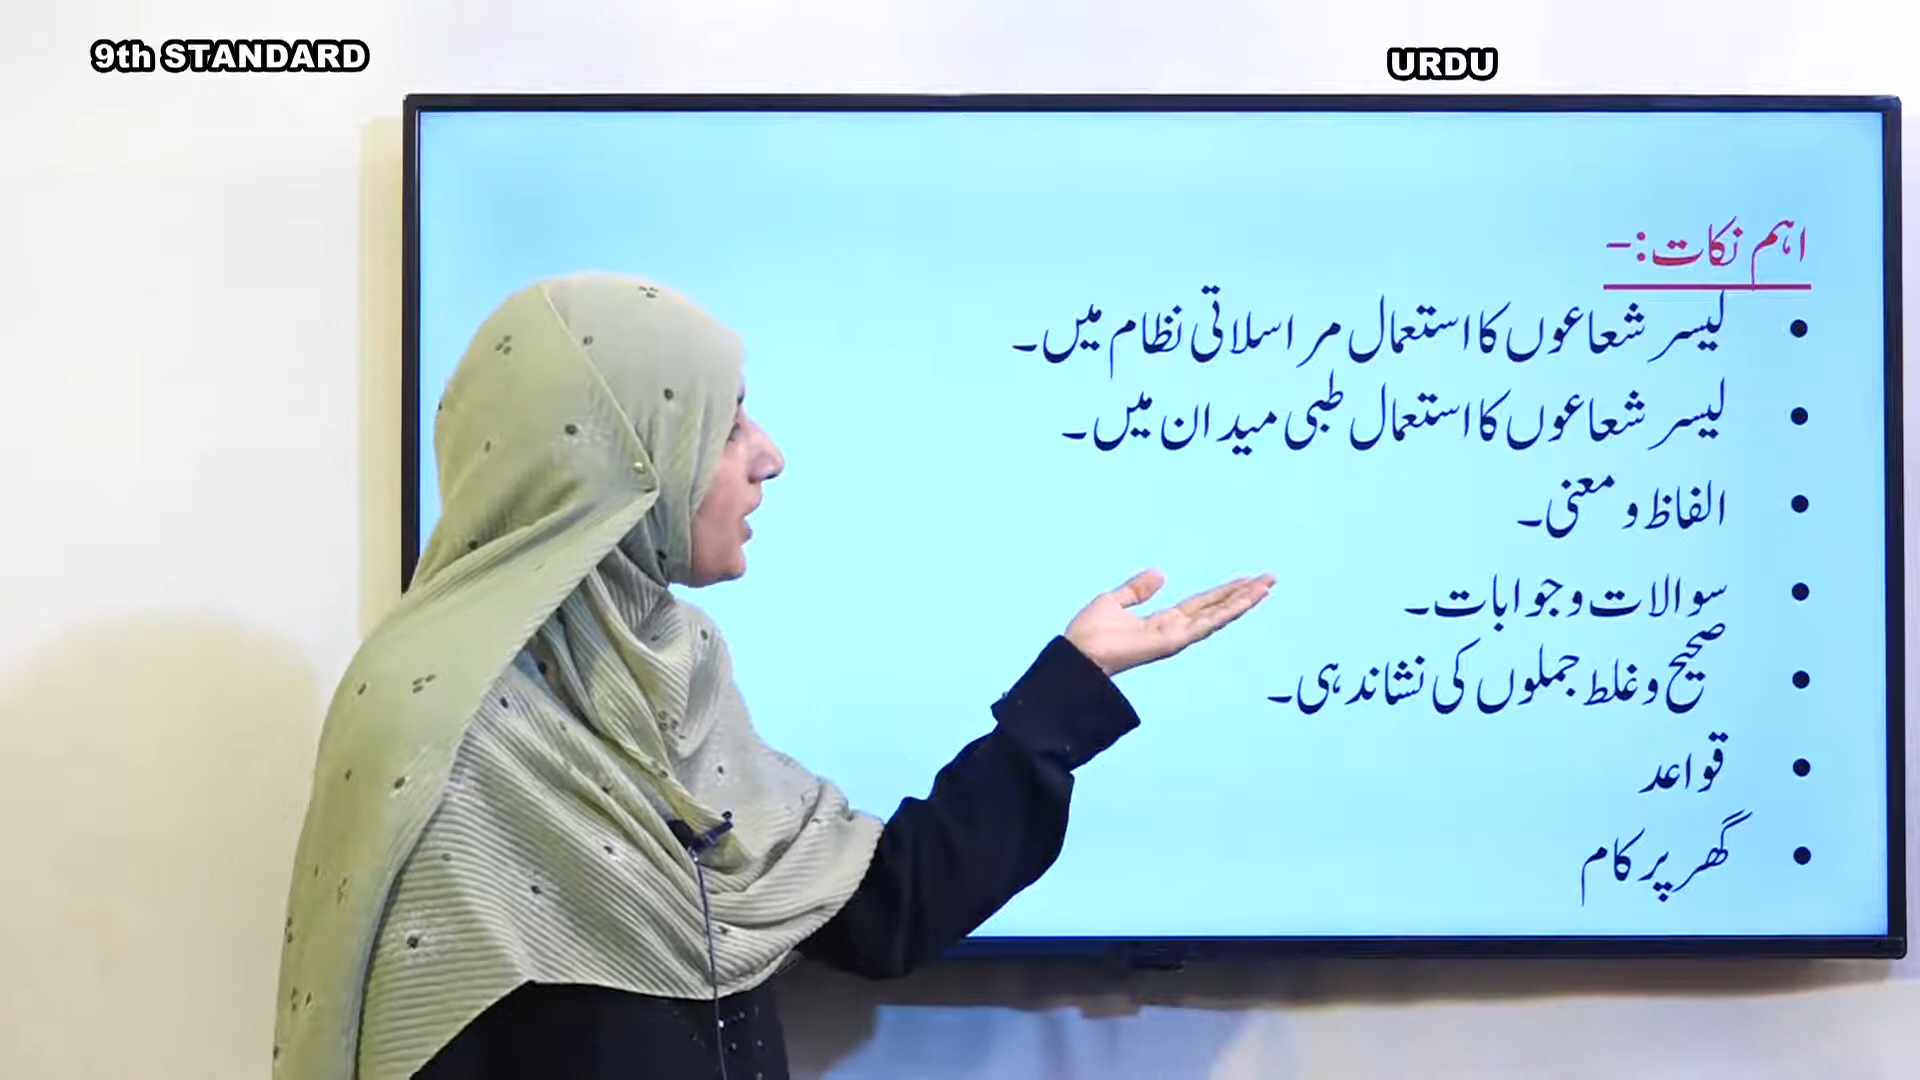 9th STANDARD
URDU
اہم نکات:-
لیسر شعاعوں کا استعمال مراسلاتی نظام میں۔
لیسر شعاعوں کا استعمال طبی میدان میں۔
الفاظ و معنی۔
سوالات و جوابات۔
صحیح و غلط جملوں کی نشاندہی۔
قواعد
گھر پر کام